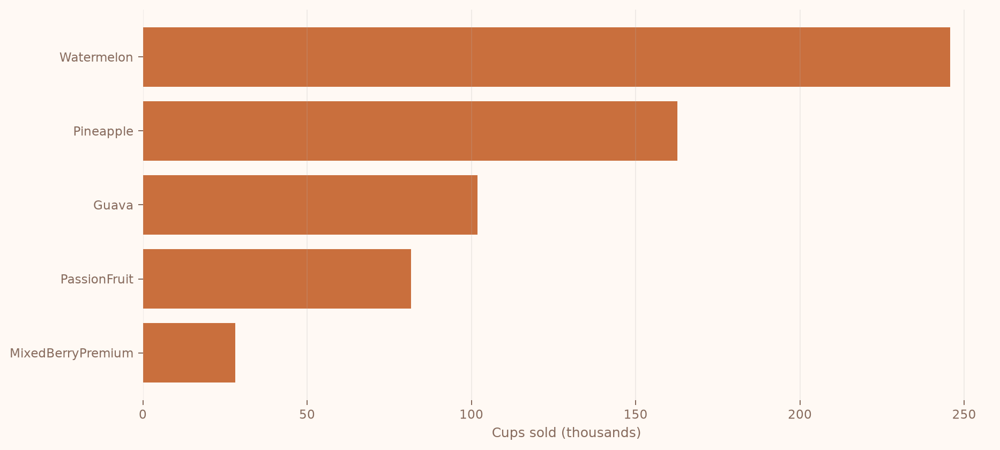 Watermelon
Pineapple
Guava
PassionFruit
MixedBerryPremium
0 50 100 150 200 250
Cups sold (thousands)